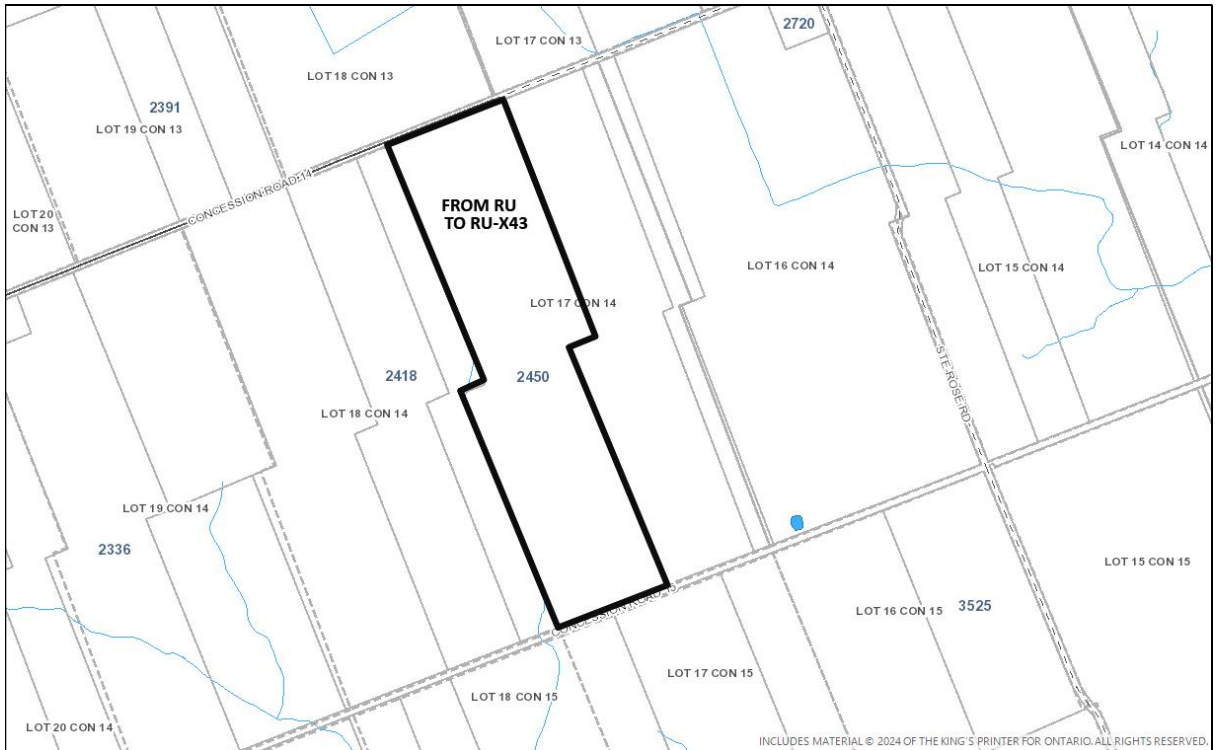 2720
LOT 17 CON 13
LOT 18 CON 13
2391
LOT 19 CON 13
LOT 14 CON 14
CONCESSION ROAD 14
LOT 20
CON 13
FROM RU
TO RU-X43
LOT 16 CON 14
LOT 15 CON 14
LOT 17 CON 14
STE ROSE RD
2418
2450
LOT 18 CON 14
LOT 19 CON 14
2336
LOT 15 CON 15
CONCESSION ROAD 15
LOT 16 CON 15
3525
LOT 17 CON 15
LOT 18 CON 15
LOT 20 CON 14
INCLUDES MATERIAL © 2024 OF THE KING'S PRINTER FOR ONTARIO. ALL RIGHTS RESERVED.